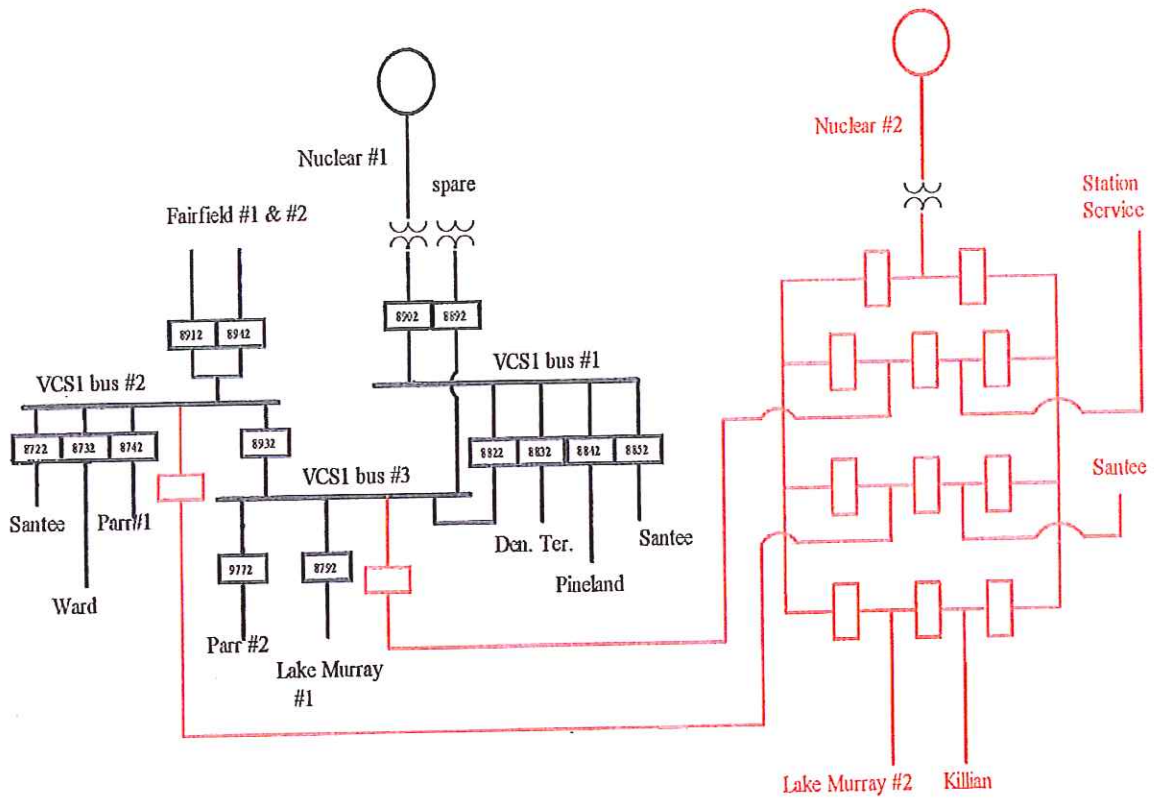 Nuclear #2
Nuclear #1
spare
Station
Service
Fairfield #1 & #2
8902
8892
8912
8942
VCS1 bus #1
VCS1 bus #2
8722
8732
8742
8932
8822
8832
8842
8852
VCS1 bus #3
Santee
Santee
Parr#1
Den. Ter.
Santee
9772
8792
Pineland
Ward
Parr #2
Lake Murray
#1
Lake Murray #2
Killian